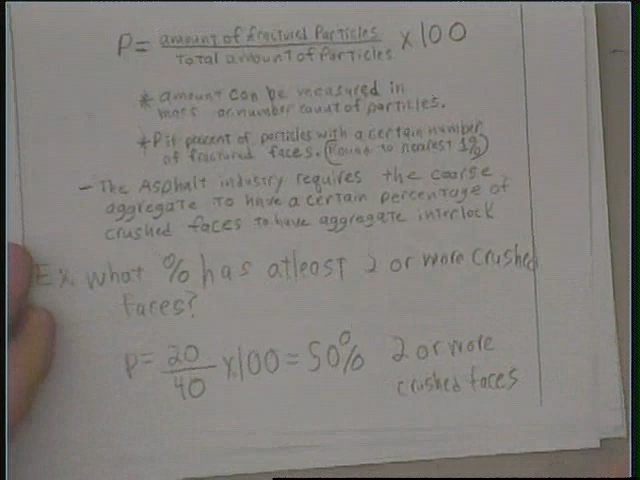 P = amount of fractured Particles / Total amount of Particles x 100
* amount can be measured in
mass or number count of particles.
* P is percent of particles with a certain number
of fractured faces. (Round to nearest 1%)
- The Asphalt industry requires the coarse
aggregate to have a certain percentage of
crushed faces to have aggregate interlock
Ex. What % has atleast 2 or more crushed
faces?
P = 20 / 40 x 100 = 50% 2 or more
crushed faces